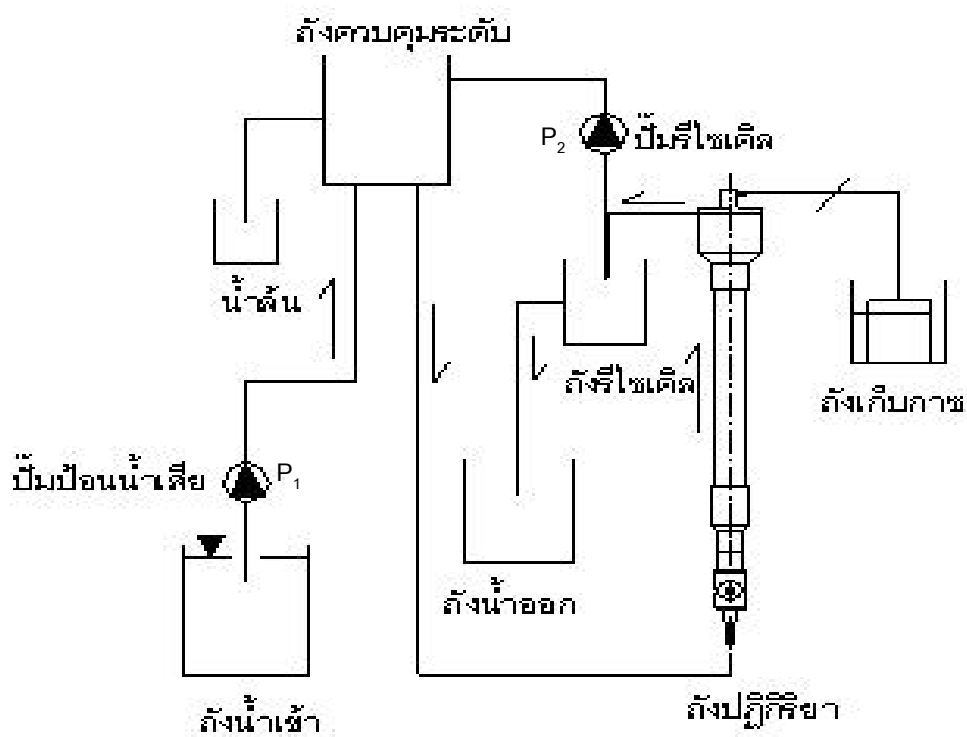 ถังควบคุมระดับ
P2 ปั๊มรีไซเคิล
น้ำล้น
ถังรีไซเคิล
ถังเก็บกาซ
ปั๊มป้อนน้ำเสีย P1
ถังน้ำออก
ถังน้ำเข้า
ถังปฏิกิริยา